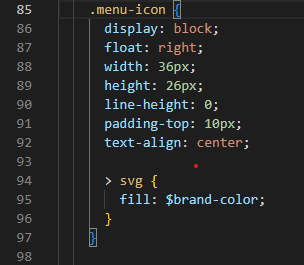 85 .menu-icon {
86 display: block;
87 float: right;
88 width: 36px;
89 height: 26px;
90 line-height: 0;
91 padding-top: 10px;
92 text-align: center;
93
94 > svg {
95 fill: $brand-color;
96 }
97 }
98